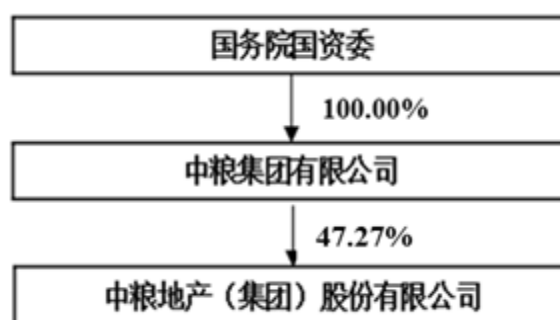 国务院国资委
100.00%
中粮集团有限公司
47.27%
中粮地产（集团）股份有限公司